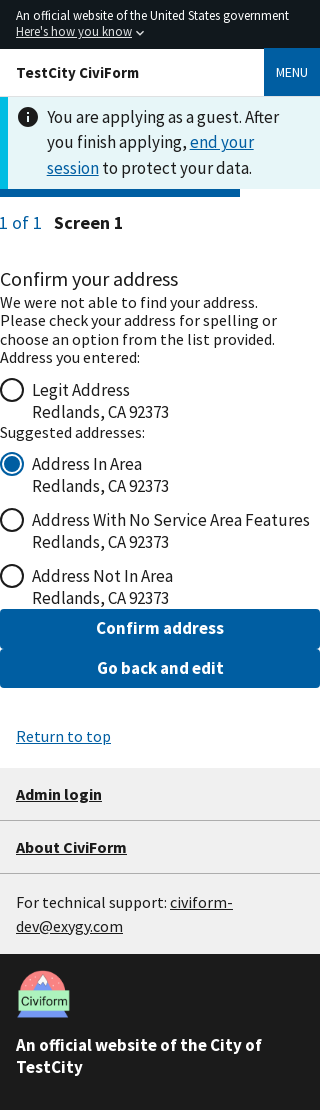 An official website of the United States government
Here's how you know
TestCity CiviForm
MENU
You are applying as a guest. After
you finish applying, end your
session to protect your data.
1 of 1 Screen 1
Confirm your address
We were not able to find your address.
Please check your address for spelling or
choose an option from the list provided.
Address you entered:
Legit Address
Redlands, CA 92373
Suggested addresses:
Address In Area
Redlands, CA 92373
Address With No Service Area Features
Redlands, CA 92373
Address Not In Area
Redlands, CA 92373
Confirm address
Go back and edit
Return to top
Admin login
About CiviForm
For technical support: civiform-
dev@exygy.com
Civiform
An official website of the City of
TestCity